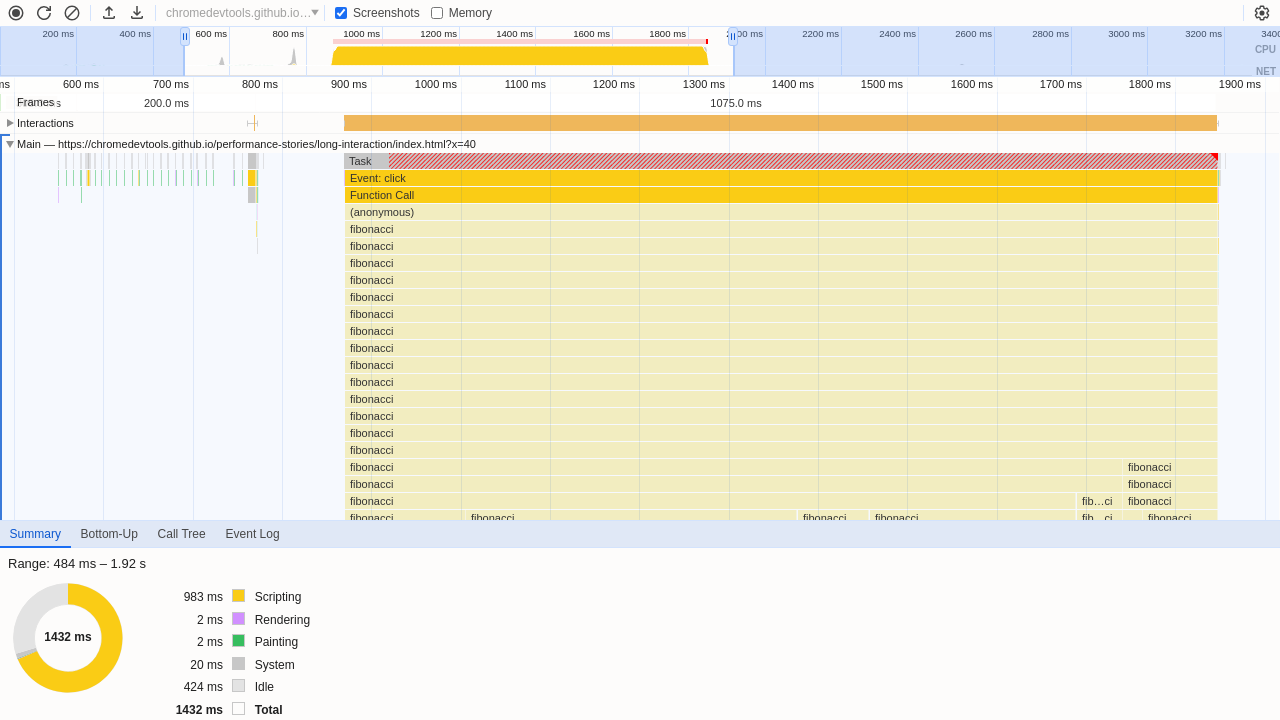 chromedevtools.github.io… Screenshots Memory
200 ms 400 ms 600 ms 800 ms 1000 ms 1200 ms 1400 ms 1600 ms 1800 ms 2200 ms 2400 ms 2600 ms 2800 ms 3000 ms 3200 ms
CPU
NET
ms 600 ms 700 ms 800 ms 900 ms 1000 ms 1100 ms 1200 ms 1300 ms 1400 ms 1500 ms 1600 ms 1700 ms 1800 ms 1900 ms
Frames 200.0 ms 1075.0 ms
Interactions
Main — https://chromedevtools.github.io/performance-stories/long-interaction/index.html?x=40
Task
Event: click
Function Call
(anonymous)
fibonacci
fibonacci
fibonacci
fibonacci
fibonacci
fibonacci
fibonacci
fibonacci
fibonacci
fibonacci
fibonacci
fibonacci
fibonacci
fibonacci
fibonacci fibonacci
fibonacci fibonacci
fibonacci fib…ci fibonacci
fibonacci fibonacci fibonacci fibonacci fib…ci fibonacci
Summary Bottom-Up Call Tree Event Log
Range: 484 ms – 1.92 s
1432 ms
983 ms Scripting
2 ms Rendering
2 ms Painting
20 ms System
424 ms Idle
1432 ms Total